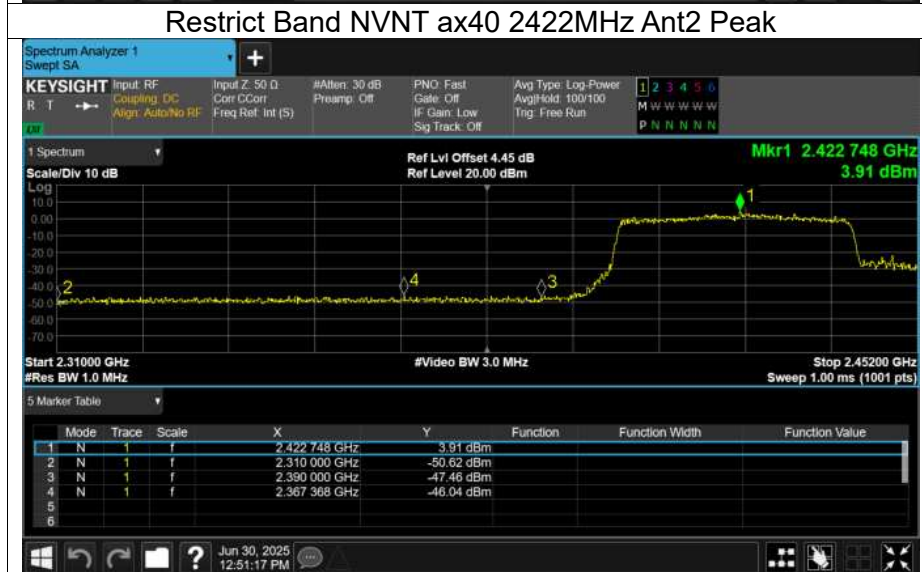 Restrict Band NVNT ax40 2422MHz Ant2 Peak
Spectrum Analyzer 1
Swept SA
+
KEYSIGHT
R T
Input: RF
Coupling: DC
Align: Auto/No RF
Input Z: 50 Ω
Corr CCorr
Freq Ref: Int (S)
#Atten: 30 dB
Preamp: Off
PNO: Fast
Gate: Off
IF Gain: Low
Sig Track: Off
Avg Type: Log-Power
Avg|Hold: 100/100
Trig: Free Run
1 2 3 4 5 6
M W W W W W
P N N N N N
1 Spectrum
Scale/Div 10 dB
Ref Lvl Offset 4.45 dB
Ref Level 20.00 dBm
Mkr1 2.422 748 GHz
3.91 dBm
Log
10.0
0.00
-10.0
-20.0
-30.0
-40.0
-50.0
-60.0
-70.0
1
2
4
3
Start 2.31000 GHz
#Res BW 1.0 MHz
#Video BW 3.0 MHz
Stop 2.45200 GHz
Sweep 1.00 ms (1001 pts)
5 Marker Table
Mode Trace Scale X Y Function Function Width Function Value
1 N 1 f 2.422 748 GHz 3.91 dBm
2 N 1 f 2.310 000 GHz -50.62 dBm
3 N 1 f 2.390 000 GHz -47.46 dBm
4 N 1 f 2.367 368 GHz -46.04 dBm
5
6
?
Jun 30, 2025
12:51:17 PM